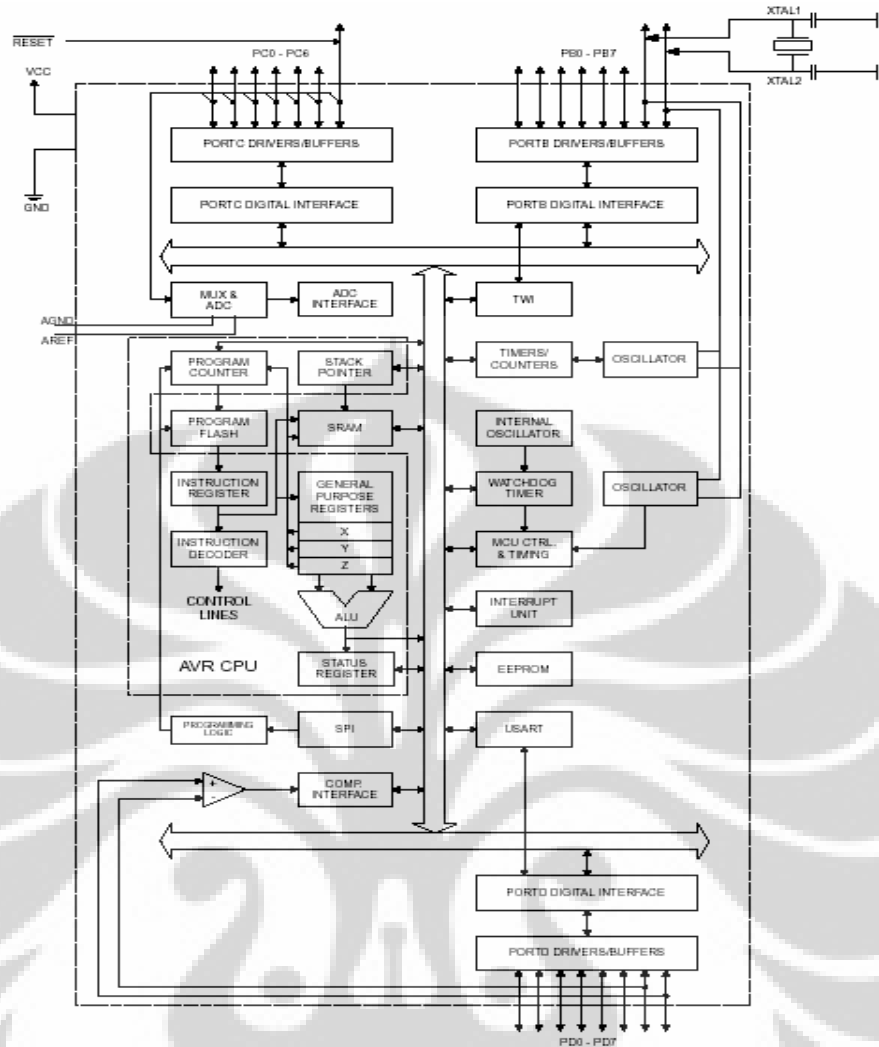 XTAL1
RESET
PC0 - PC6
PB0 - PB7
VCC
XTAL2
PORTC DRIVERS/BUFFERS
PORTB DRIVERS/BUFFERS
PORTC DIGITAL INTERFACE
PORTB DIGITAL INTERFACE
GND
MUX &
ADC
ADC
INTERFACE
TWI
AGND
AREF
PROGRAM
COUNTER
STACK
POINTER
TIMERS/
COUNTERS
OSCILLATOR
PROGRAM
FLASH
SRAM
INTERNAL
OSCILLATOR
INSTRUCTION
REGISTER
GENERAL
PURPOSE
REGISTERS
WATCHDOG
TIMER
OSCILLATOR
X
INSTRUCTION
DECODER
Y
MCU CTRL.
& TIMING
Z
CONTROL
LINES
ALU
INTERRUPT
UNIT
AVR CPU
STATUS
REGISTER
EEPROM
PROGRAMMING
LOGIC
SPI
USART
+
-
COMP.
INTERFACE
PORTD DIGITAL INTERFACE
PORTD DRIVERS/BUFFERS
PD0 - PD7